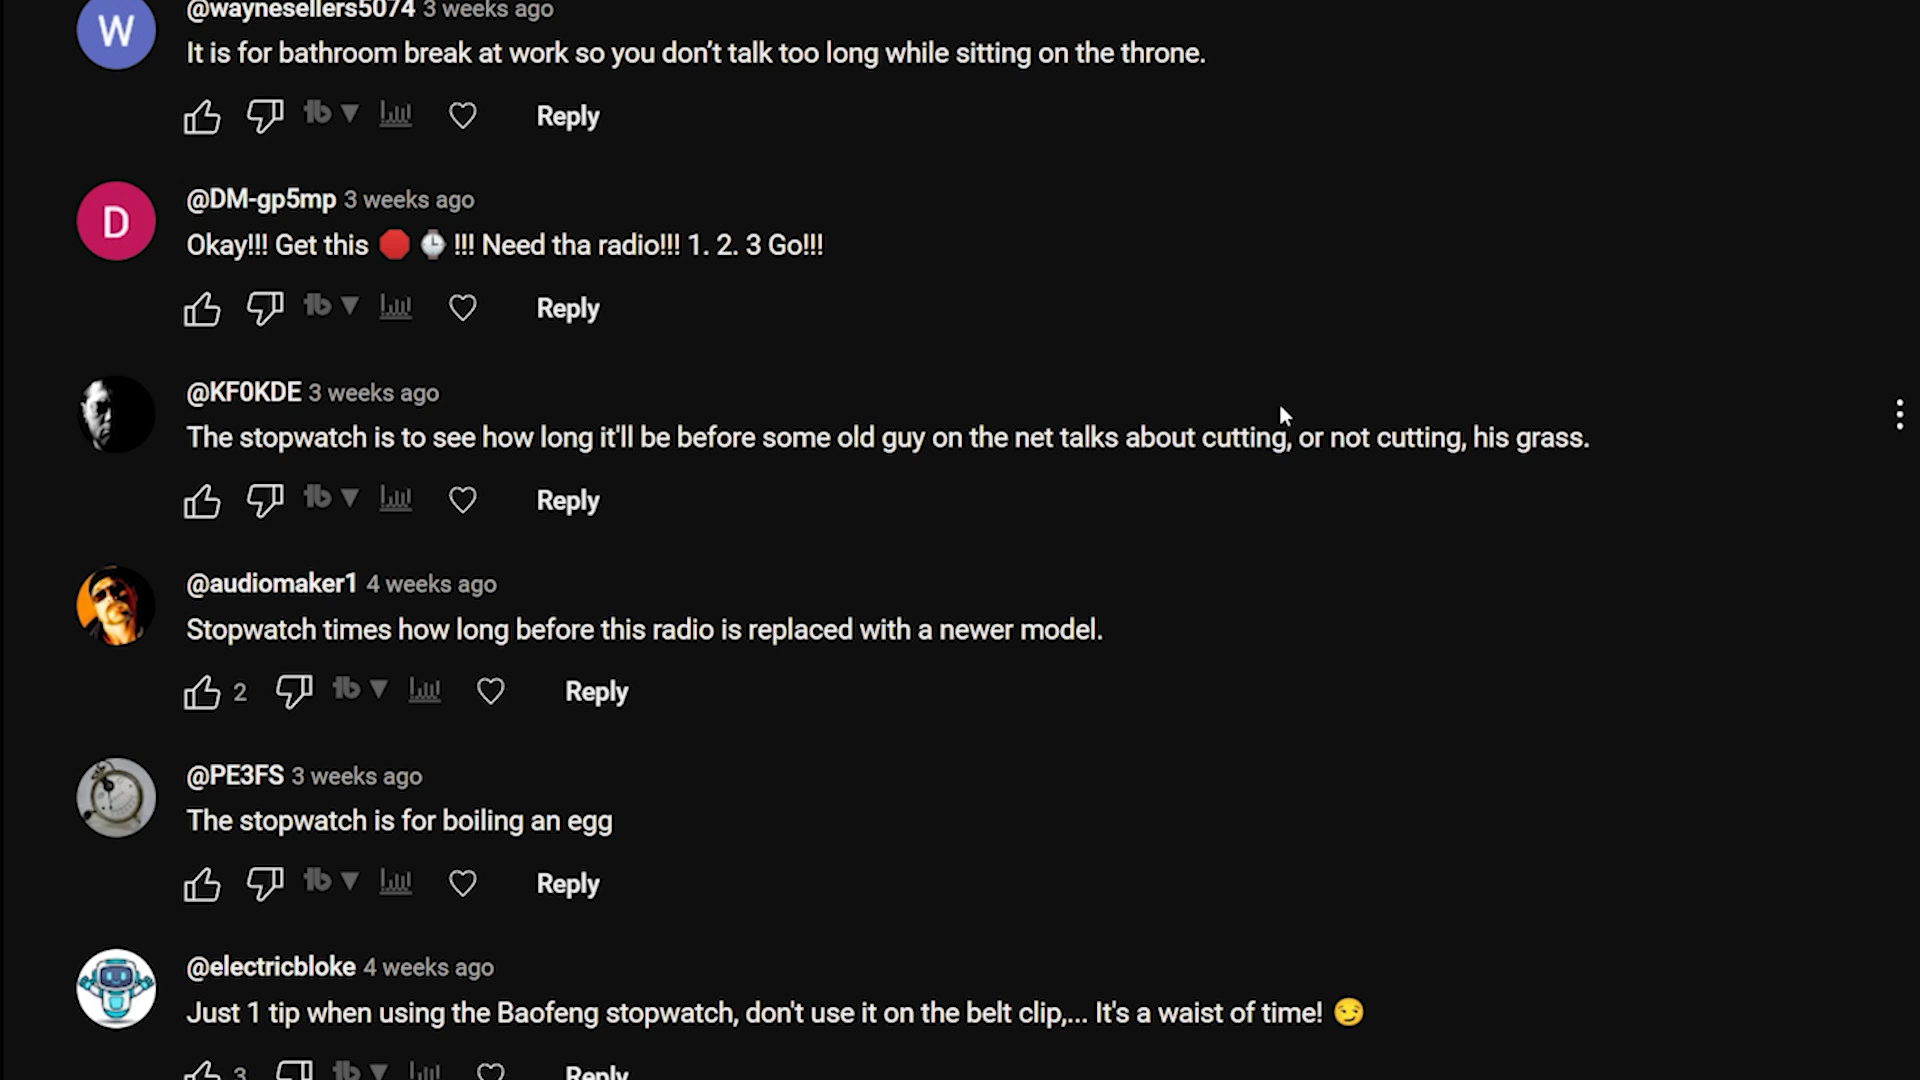 @waynesellers5074 3 weeks ago
W
It is for bathroom break at work so you don’t talk too long while sitting on the throne.
Reply
@DM-gp5mp 3 weeks ago
D
Okay!!! Get this 🛑 ⌚ !!! Need tha radio!!! 1. 2. 3 Go!!!
Reply
@KF0KDE 3 weeks ago
The stopwatch is to see how long it'll be before some old guy on the net talks about cutting, or not cutting, his grass.
Reply
@audiomaker1 4 weeks ago
Stopwatch times how long before this radio is replaced with a newer model.
2 Reply
@PE3FS 3 weeks ago
The stopwatch is for boiling an egg
Reply
@electricbloke 4 weeks ago
Just 1 tip when using the Baofeng stopwatch, don't use it on the belt clip,... It's a waist of time! 😏
3 Reply